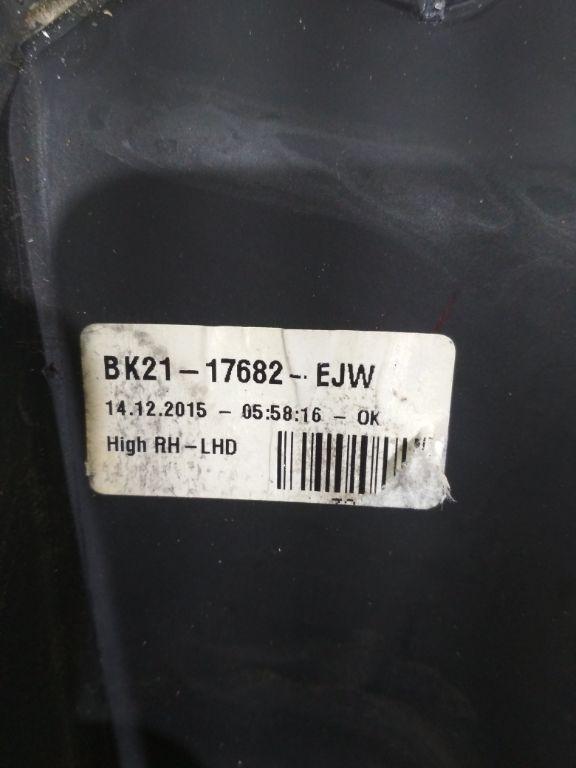 BK21-17682-EJW
14.12.2015 - 05:58:16 - OK
High RH-LHD